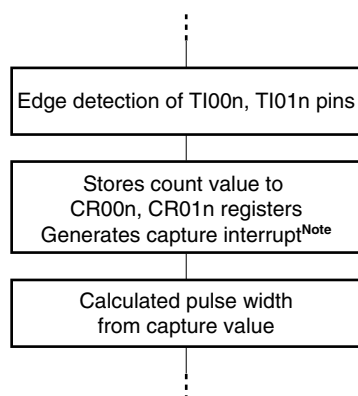 Edge detection of TI00n, TI01n pins
Stores count value to
CR00n, CR01n registers
Generates capture interruptNote
Calculated pulse width
from capture value